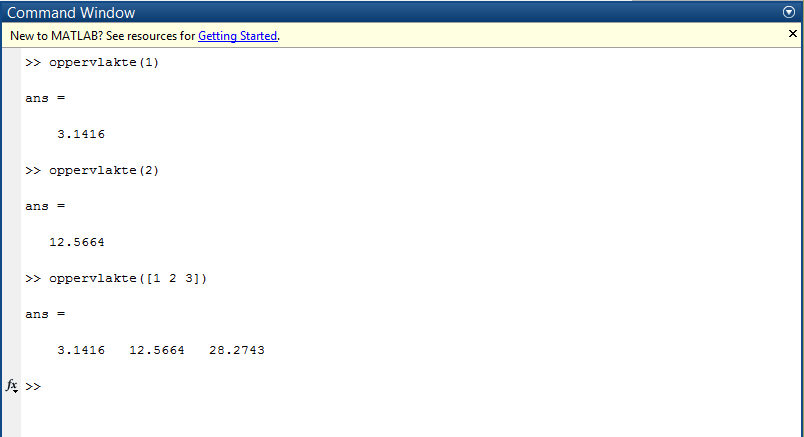 Command Window
New to MATLAB? See resources for Getting Started.
>> oppervlakte(1)
ans =
3.1416
>> oppervlakte(2)
ans =
12.5664
>> oppervlakte([1 2 3])
ans =
3.1416 12.5664 28.2743
fx >>